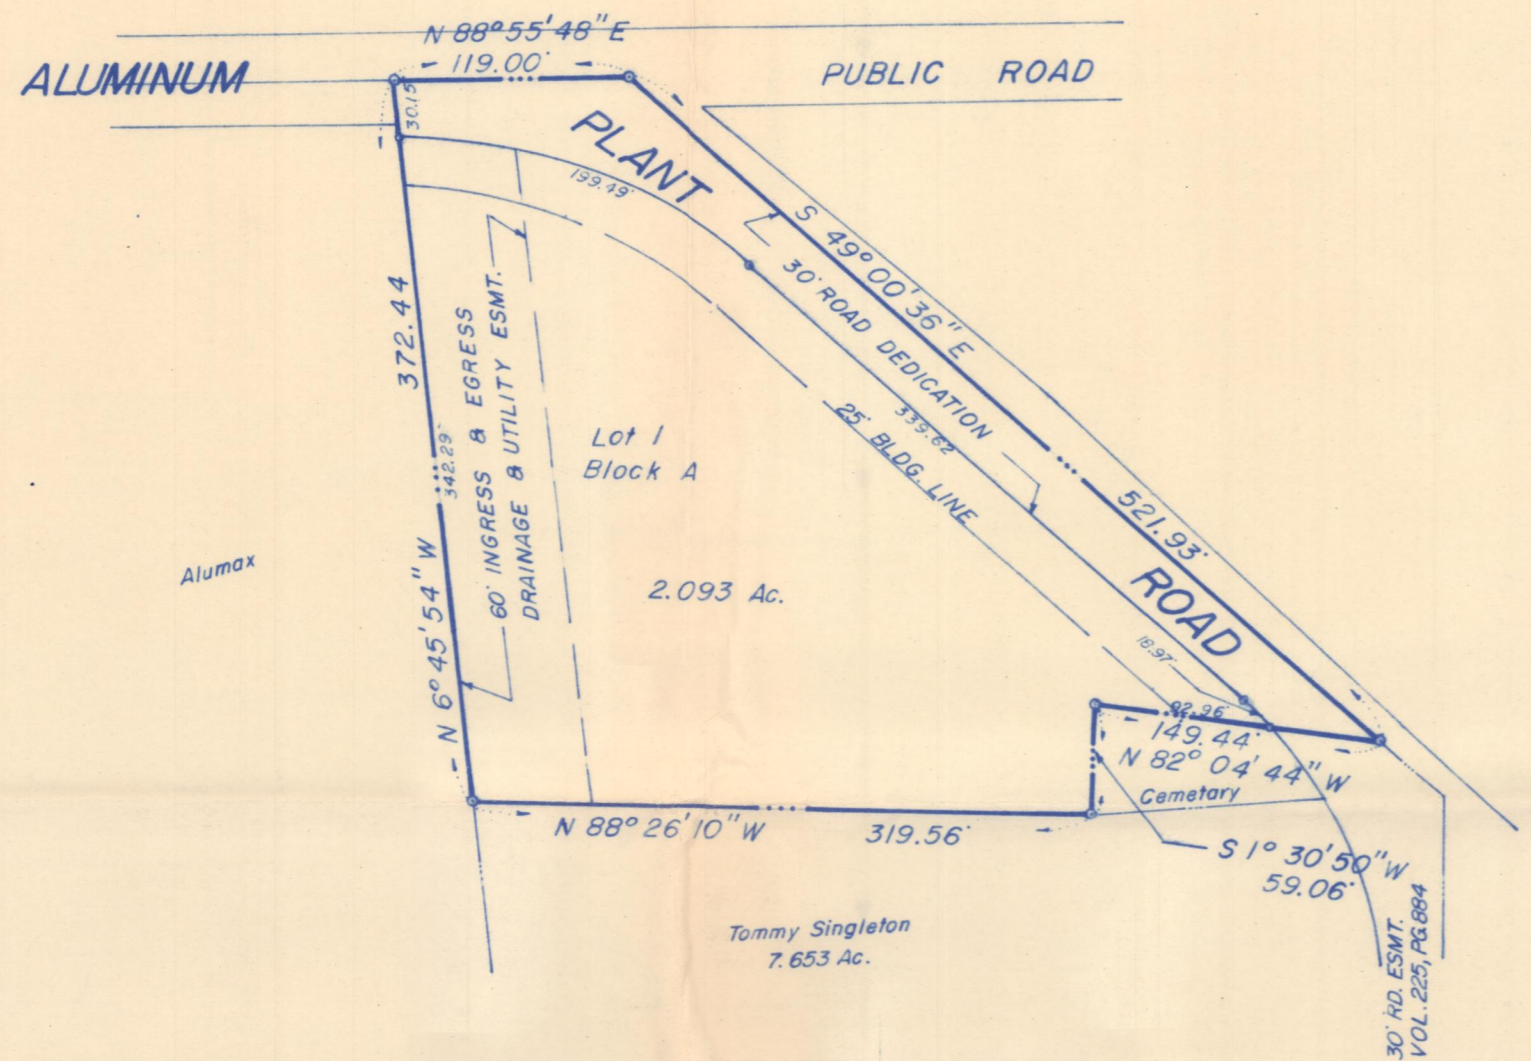 N 88° 55' 48" E
119.00'
ALUMINUM
PUBLIC ROAD
30.15'
PLANT
199.49'
S 49° 00' 36" E
30' ROAD DEDICATION
372.44
60' INGRESS & EGRESS
DRAINAGE & UTILITY ESMT.
339.62
25' BLDG. LINE
Lot 1
Block A
342.29'
521.93'
Alumax
2.093 Ac.
ROAD
N 6° 45' 54" W
18.97'
92.96'
149.44'
N 82° 04' 44" W
Cemetary
N 88° 26' 10" W
319.56'
S 1° 30' 50" W
59.06'
Tommy Singleton
7.653 Ac.
30' RD. ESMT.
VOL. 225, PG. 884